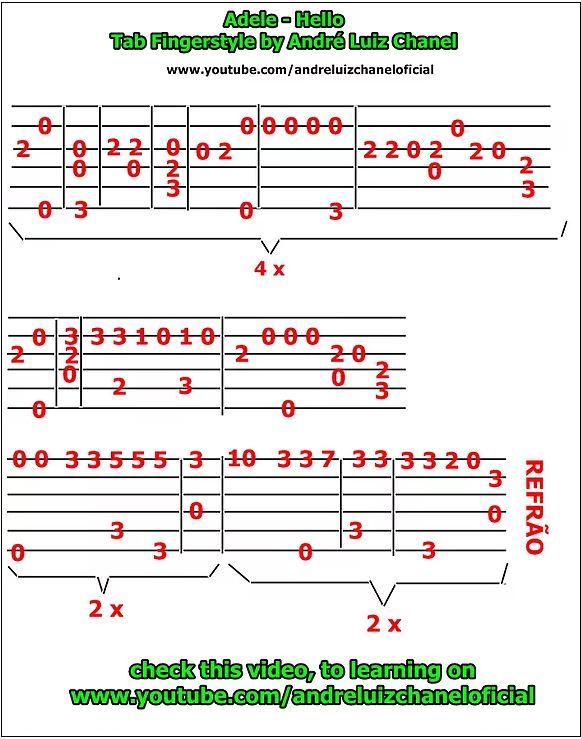 Adele - Hello
Tab Fingerstyle by André Luiz Chanel
www.youtube.com/andreluizchaneloficial
0 0 0 0 0 0 0
2 0 2 2 0 0 2 2 2 0 2 2 0
0 0 2 0 2
3 3
0 3 0 3
4 x
0 3 3 3 1 0 1 0 0 0 0
2 2 2 2 0
0 0 2
2 3 3
0 0
0 0 3 3 5 5 5 3 10 3 3 7 3 3 3 3 2 0
3
0 0
3 3
0 3 0 3
REFRÃO
2 x
2 x
check this video, to learning on
www.youtube.com/andreluizchaneloficial